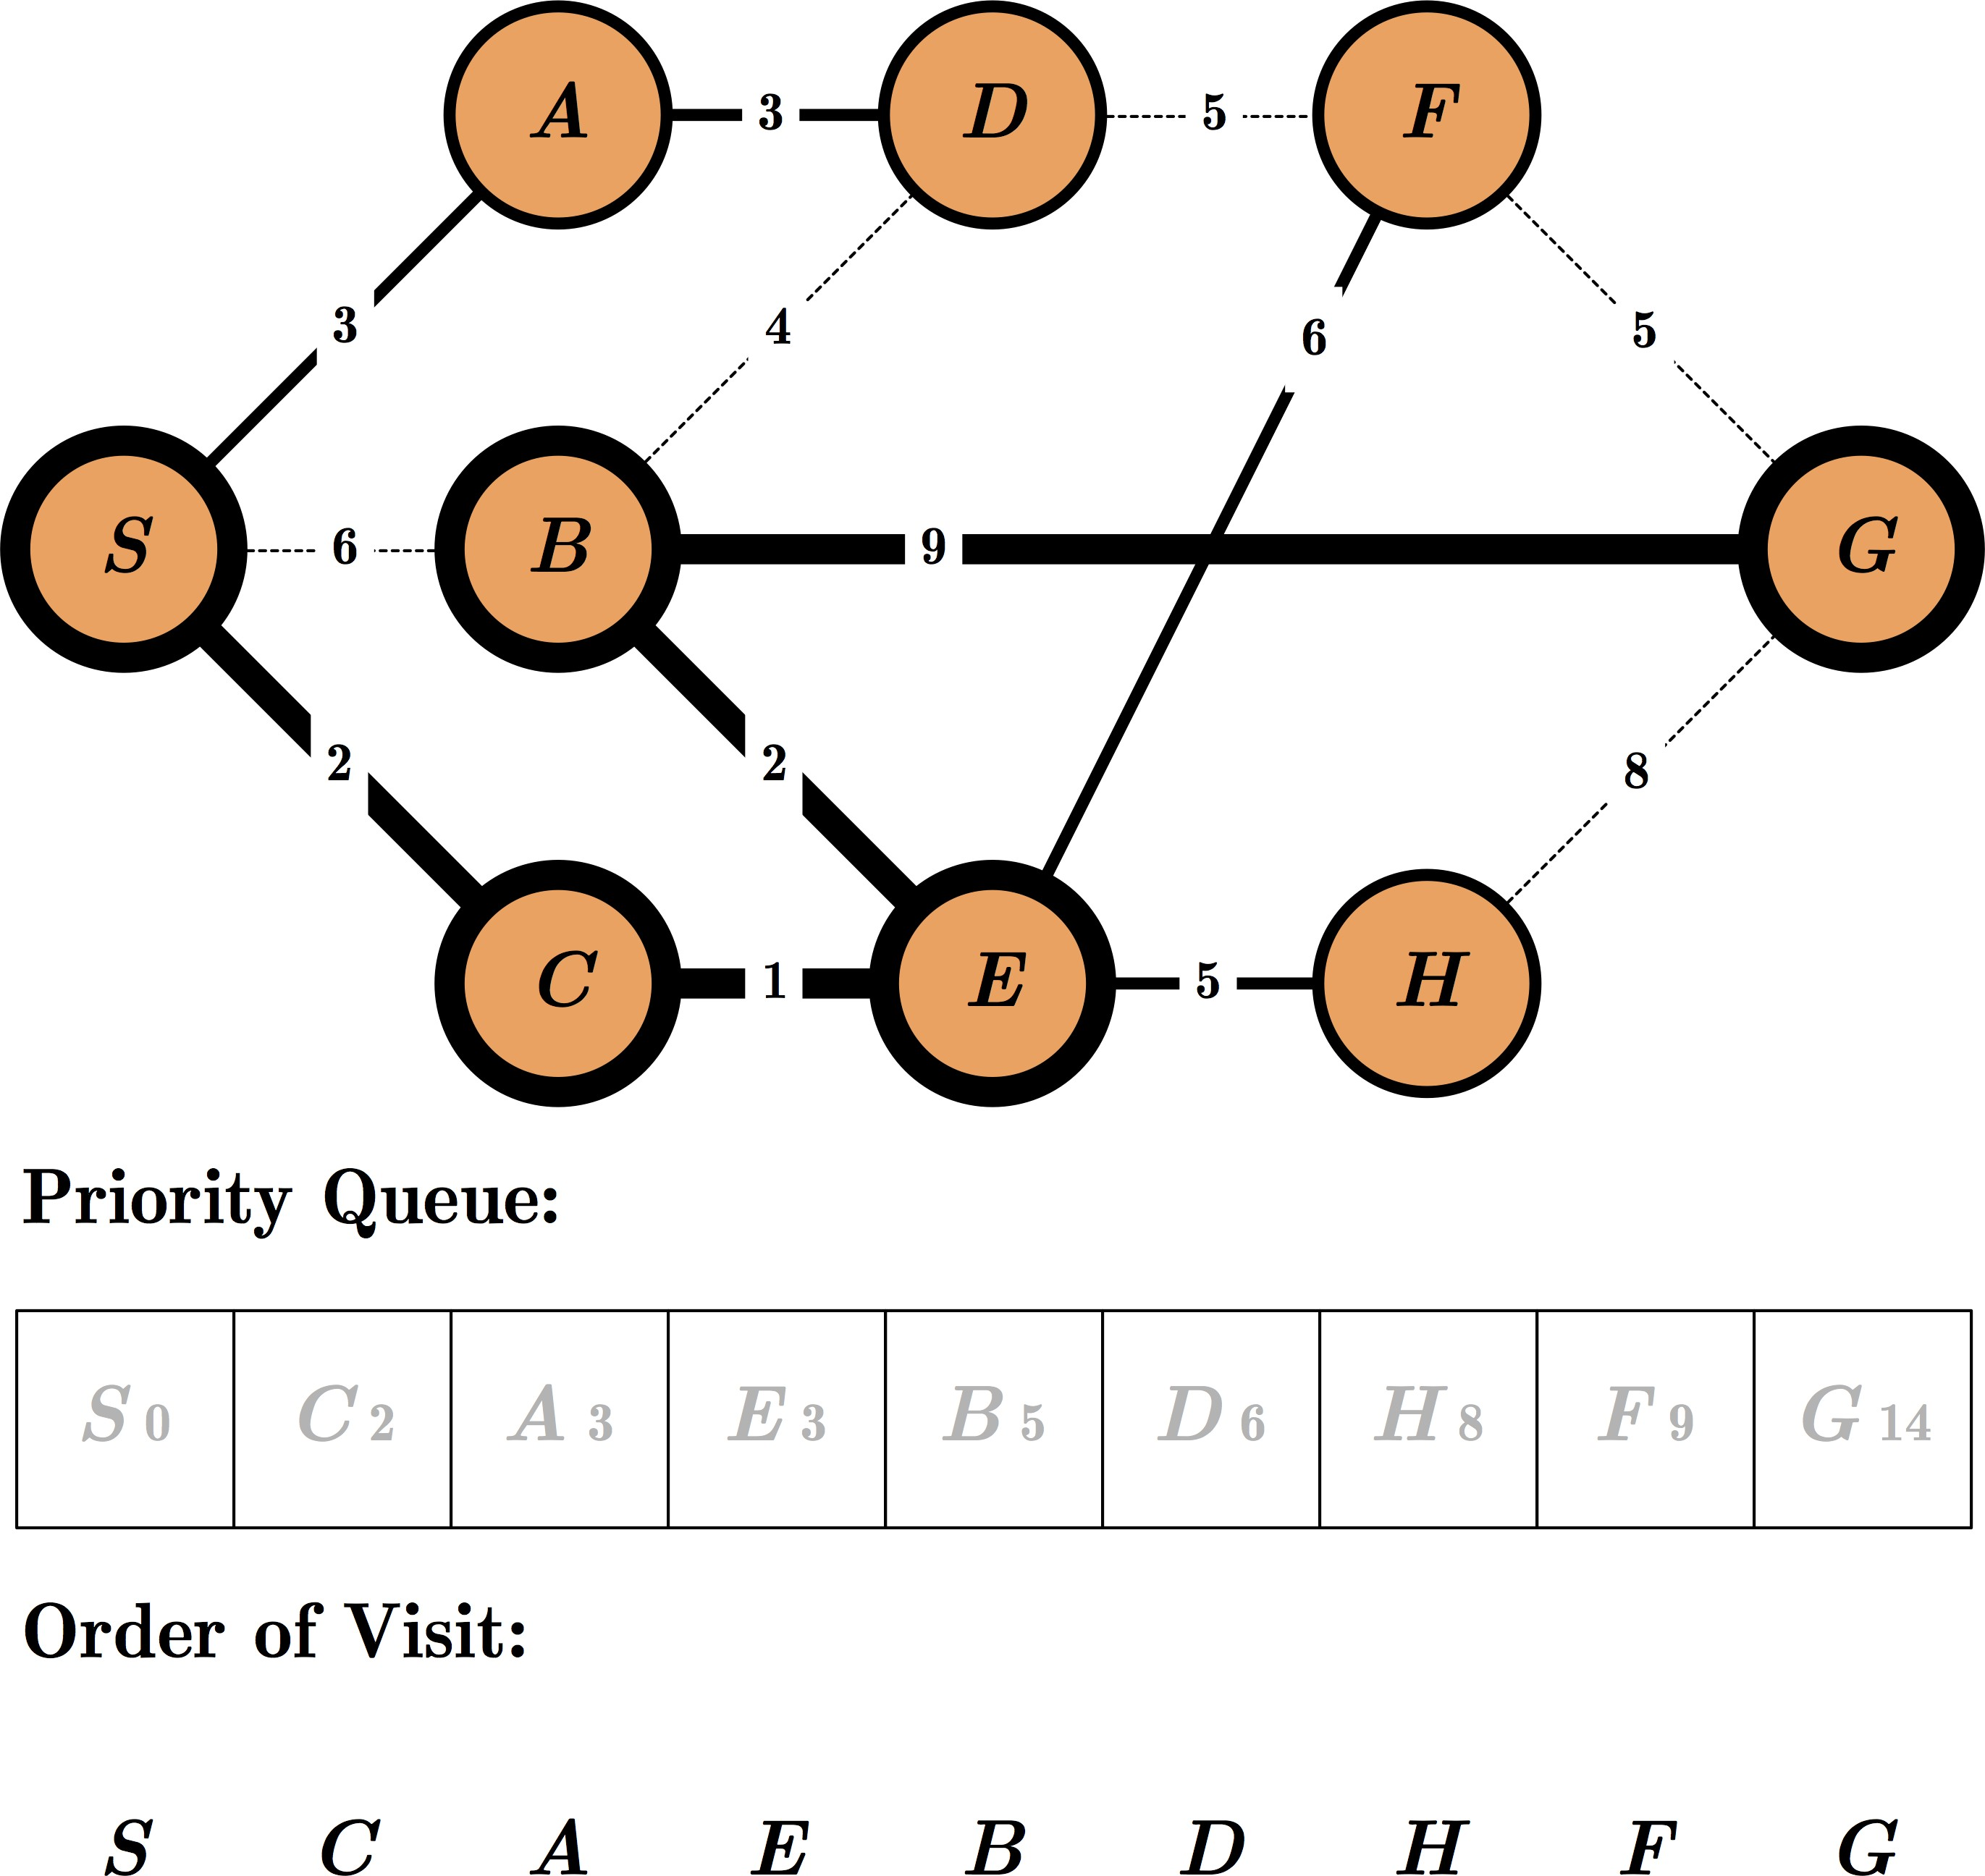 A 3 D 5 F
3 4 6 5
S 6 B 9 G
2 2 8
C 1 E 5 H
Priority Queue:
S 0 C 2 A 3 E 3 B 5 D 6 H 8 F 9 G 14
Order of Visit:
S C A E B D H F G